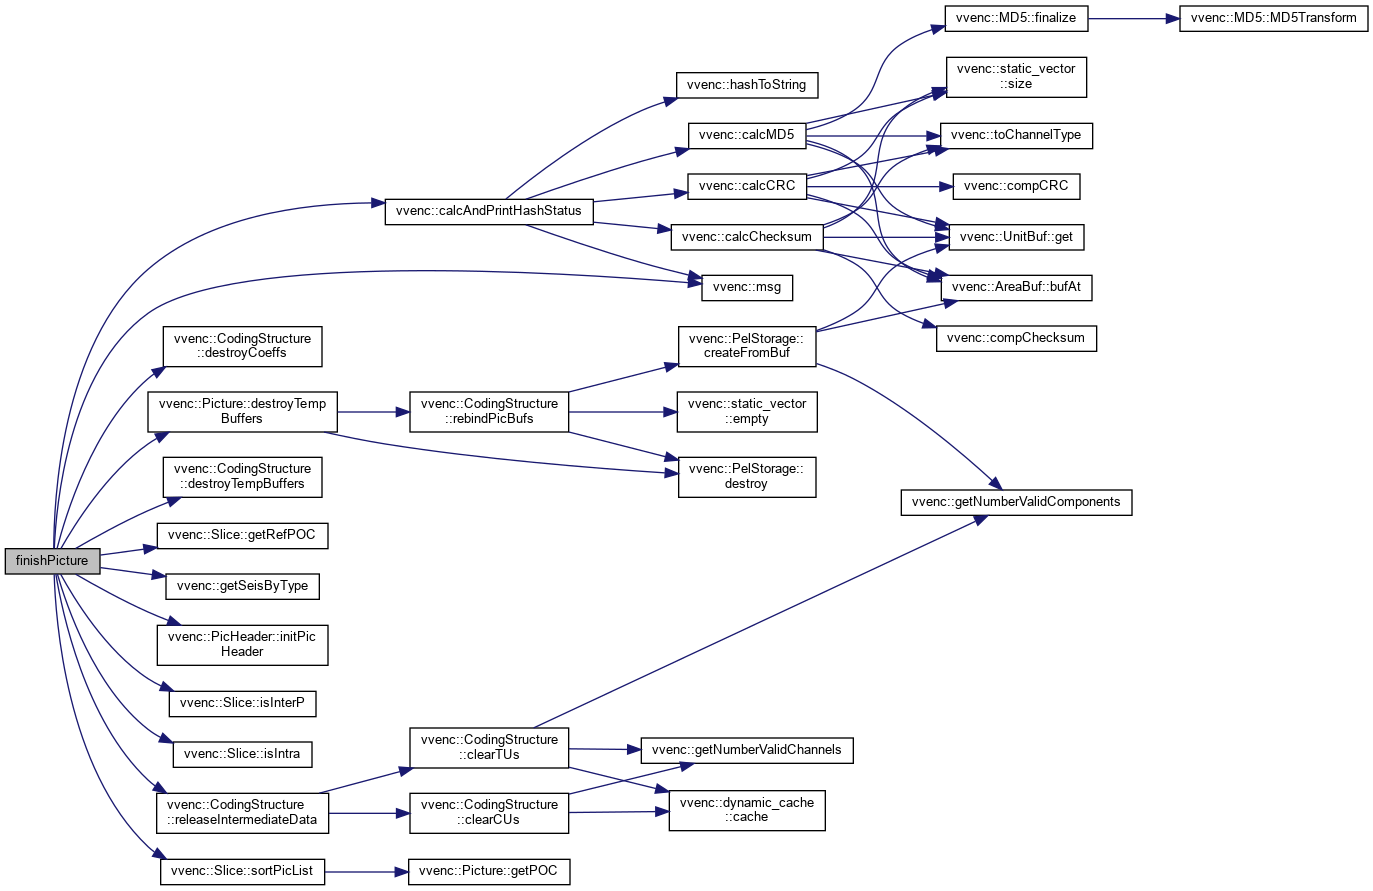 finishPicture
vvenc::calcAndPrintHashStatus
vvenc::hashToString
vvenc::calcMD5
vvenc::calcCRC
vvenc::calcChecksum
vvenc::msg
vvenc::MD5::finalize
vvenc::MD5::MD5Transform
vvenc::static_vector
::size
vvenc::toChannelType
vvenc::compCRC
vvenc::UnitBuf::get
vvenc::AreaBuf::bufAt
vvenc::compChecksum
vvenc::CodingStructure
::destroyCoeffs
vvenc::Picture::destroyTemp
Buffers
vvenc::CodingStructure
::rebindPicBufs
vvenc::PelStorage::
createFromBuf
vvenc::static_vector
::empty
vvenc::PelStorage::
destroy
vvenc::getNumberValidComponents
vvenc::CodingStructure
::destroyTempBuffers
vvenc::Slice::getRefPOC
vvenc::getSeisByType
vvenc::PicHeader::initPic
Header
vvenc::Slice::isInterP
vvenc::Slice::isIntra
vvenc::CodingStructure
::releaseIntermediateData
vvenc::CodingStructure
::clearTUs
vvenc::CodingStructure
::clearCUs
vvenc::getNumberValidChannels
vvenc::dynamic_cache
::cache
vvenc::Slice::sortPicList
vvenc::Picture::getPOC